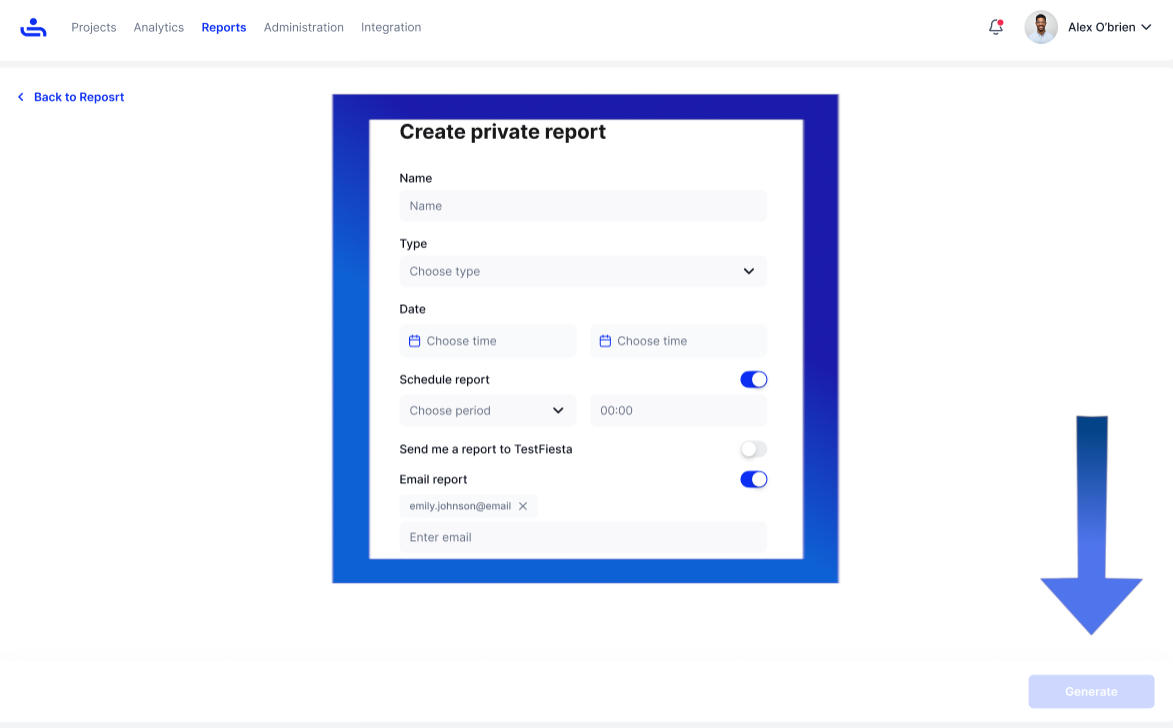 Projects Analytics Reports Administration Integration Alex O'brien
Back to Reposrt
Create private report
Name
Name
Type
Choose type
Date
Choose time Choose time
Schedule report
Choose period 00:00
Send me a report to TestFiesta
Email report
emily.johnson@email
Enter email
Generate